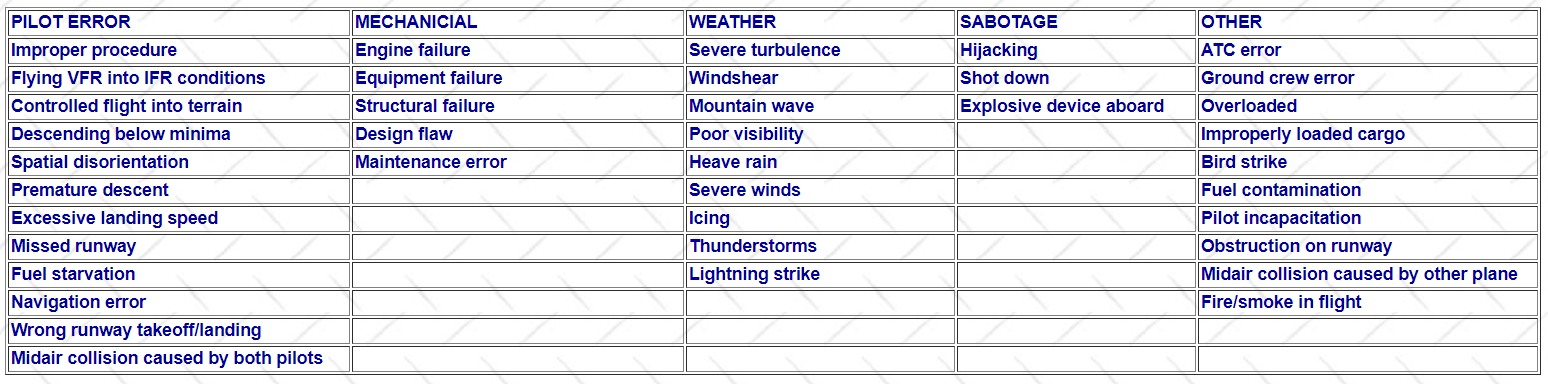 PILOT ERROR MECHANICIAL WEATHER SABOTAGE OTHER
Improper procedure Engine failure Severe turbulence Hijacking ATC error
Flying VFR into IFR conditions Equipment failure Windshear Shot down Ground crew error
Controlled flight into terrain Structural failure Mountain wave Explosive device aboard Overloaded
Descending below minima Design flaw Poor visibility Improperly loaded cargo
Spatial disorientation Maintenance error Heave rain Bird strike
Premature descent Severe winds Fuel contamination
Excessive landing speed Icing Pilot incapacitation
Missed runway Thunderstorms Obstruction on runway
Fuel starvation Lightning strike Midair collision caused by other plane
Navigation error Fire/smoke in flight
Wrong runway takeoff/landing
Midair collision caused by both pilots